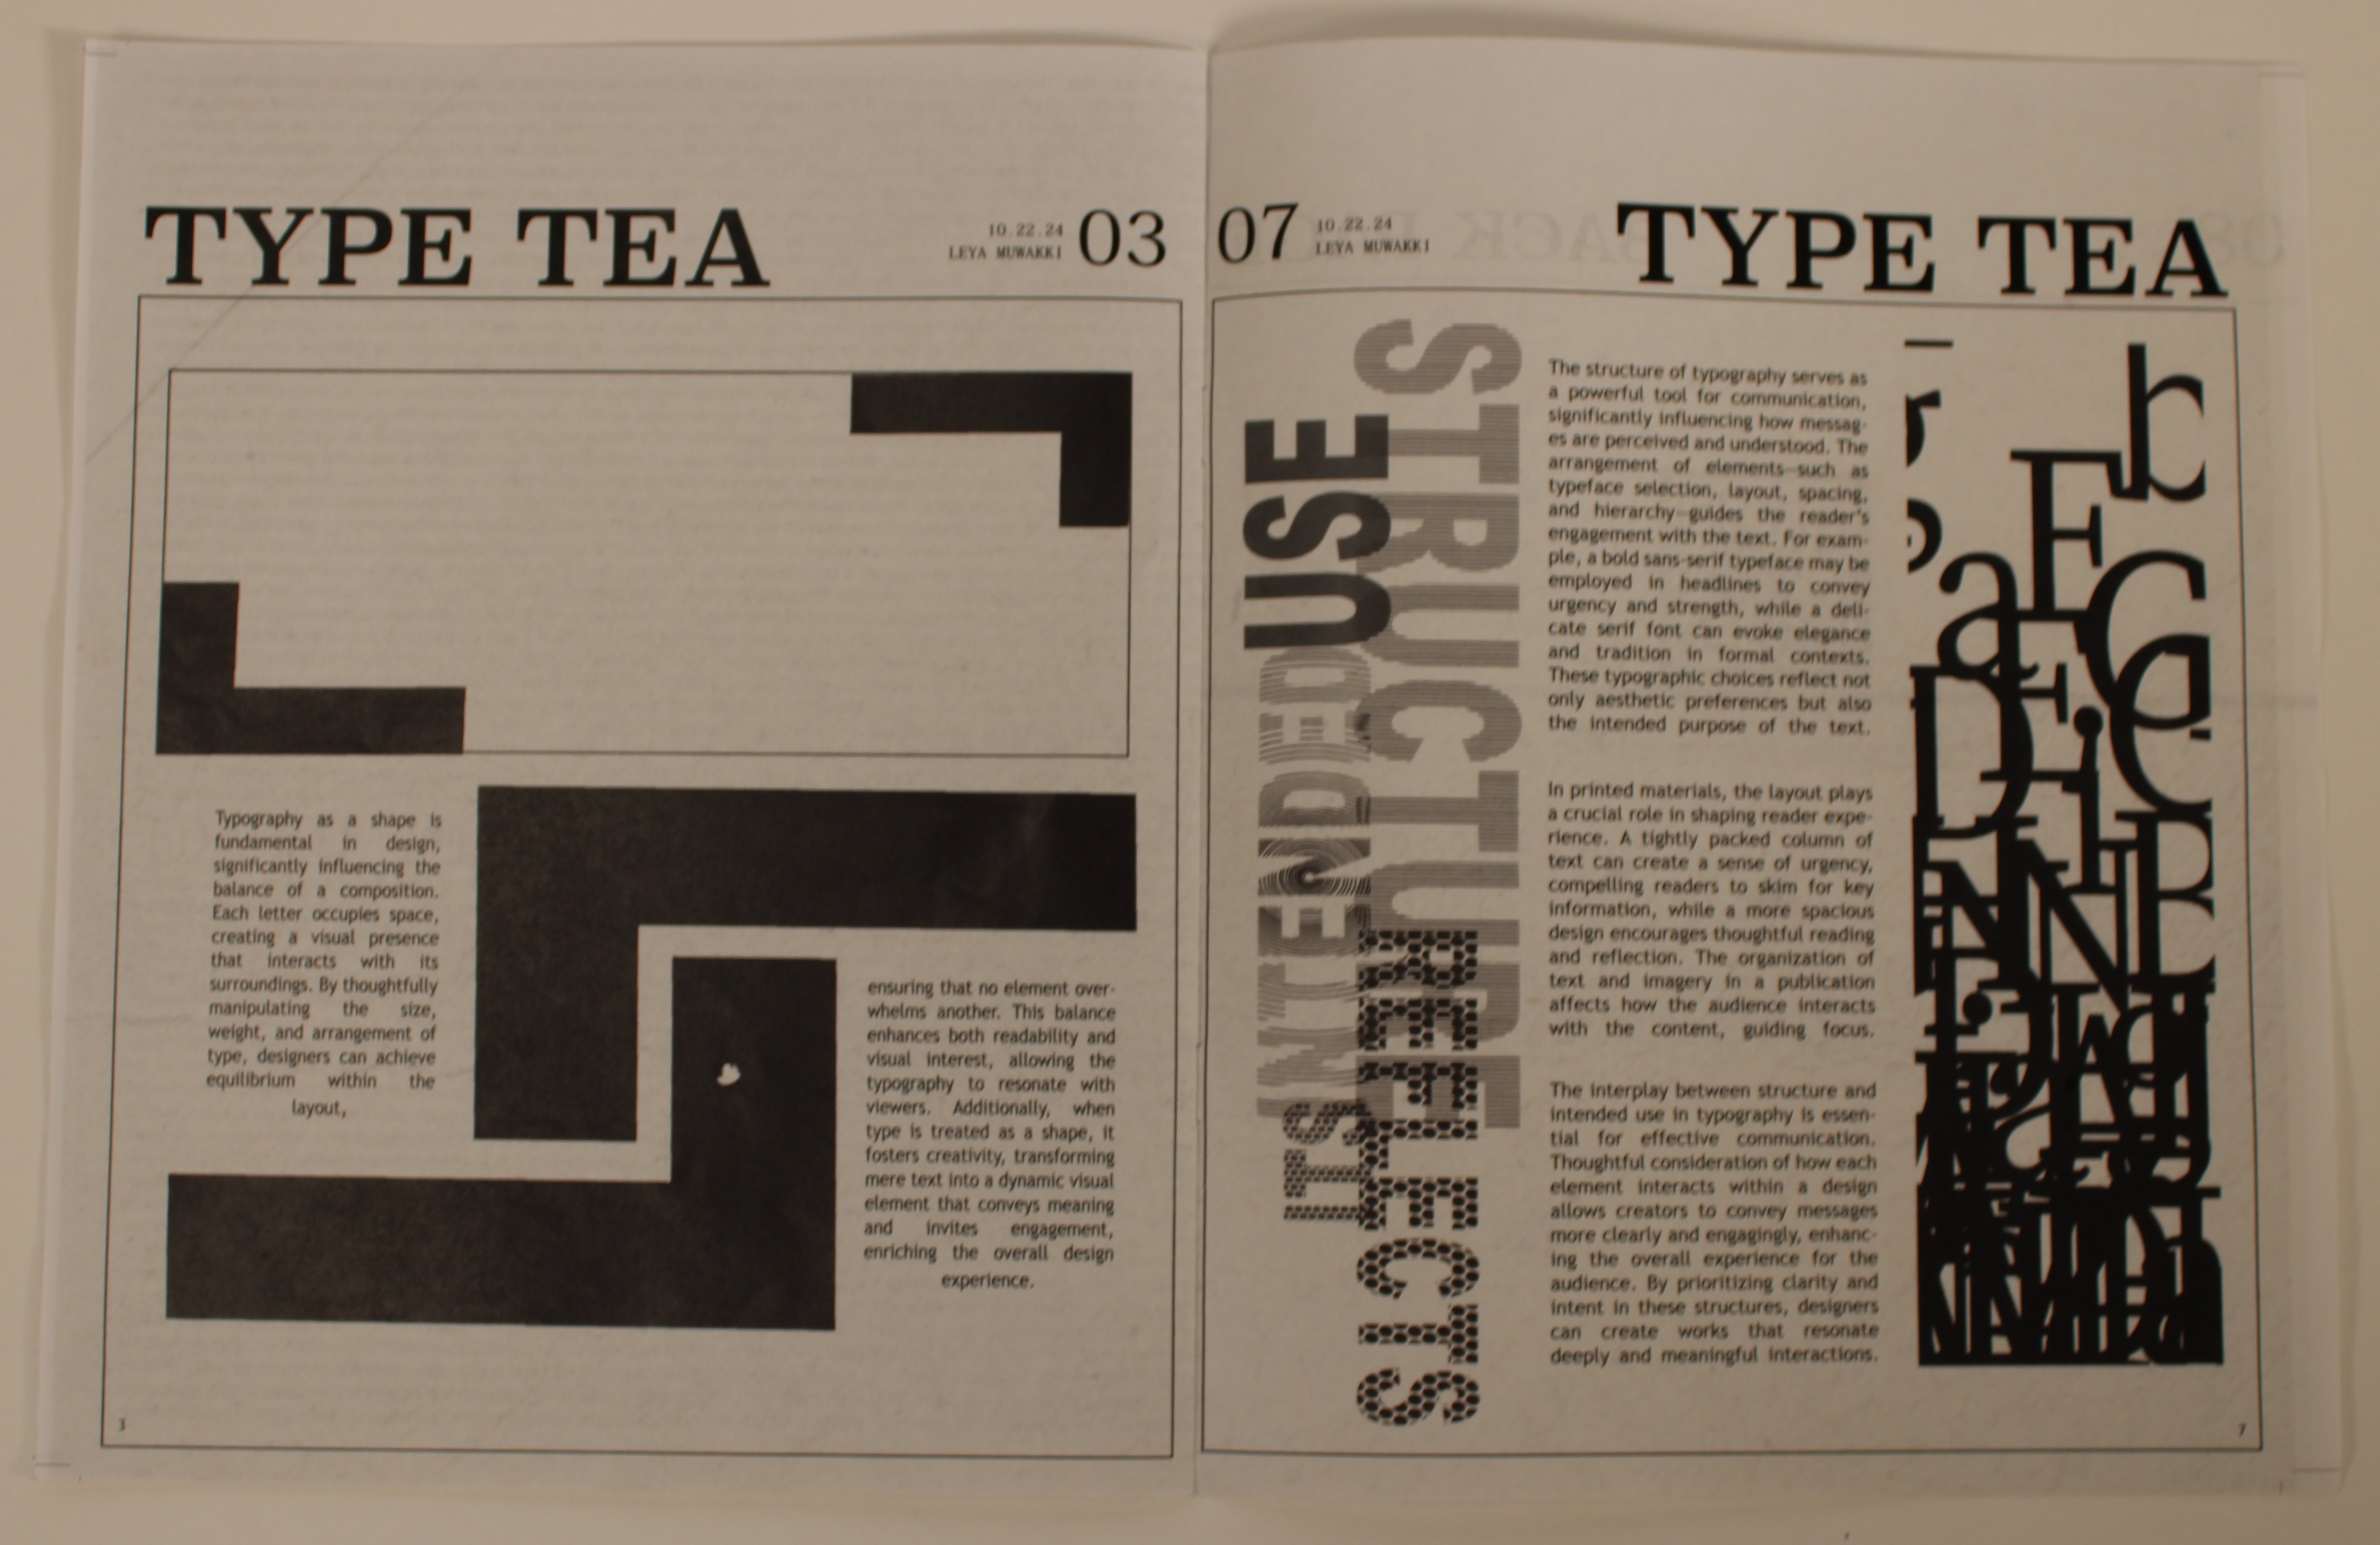 TYPE TEA
10.22.24
LEYA MUWAKKI
03
Typography as a shape is
fundamental in design,
significantly influencing the
balance of a composition.
Each letter occupies space,
creating a visual presence
that interacts with its
surroundings. By thoughtfully
manipulating the size,
weight, and arrangement of
type, designers can achieve
equilibrium within the
layout,
ensuring that no element over-
whelms another. This balance
enhances both readability and
visual interest, allowing the
typography to resonate with
viewers. Additionally, when
type is treated as a shape, it
fosters creativity, transforming
mere text into a dynamic visual
element that conveys meaning
and invites engagement,
enriching the overall design
experience.
3
07
10.22.24
LEYA MUWAKKI
TYPE TEA
STRUCTURE
REFLECTS
ITS
INTENDED
USE
The structure of typography serves as
a powerful tool for communication,
significantly influencing how messag-
es are perceived and understood. The
arrangement of elements—such as
typeface selection, layout, spacing,
and hierarchy—guides the reader's
engagement with the text. For exam-
ple, a bold sans-serif typeface may be
employed in headlines to convey
urgency and strength, while a deli-
cate serif font can evoke elegance
and tradition in formal contexts.
These typographic choices reflect not
only aesthetic preferences but also
the intended purpose of the text.
In printed materials, the layout plays
a crucial role in shaping reader expe-
rience. A tightly packed column of
text can create a sense of urgency,
compelling readers to skim for key
information, while a more spacious
design encourages thoughtful reading
and reflection. The organization of
text and imagery in a publication
affects how the audience interacts
with the content, guiding focus.
The interplay between structure and
intended use in typography is essen-
tial for effective communication.
Thoughtful consideration of how each
element interacts within a design
allows creators to convey messages
more clearly and engagingly, enhanc-
ing the overall experience for the
audience. By prioritizing clarity and
intent in these structures, designers
can create works that resonate
deeply and meaningful interactions.
7